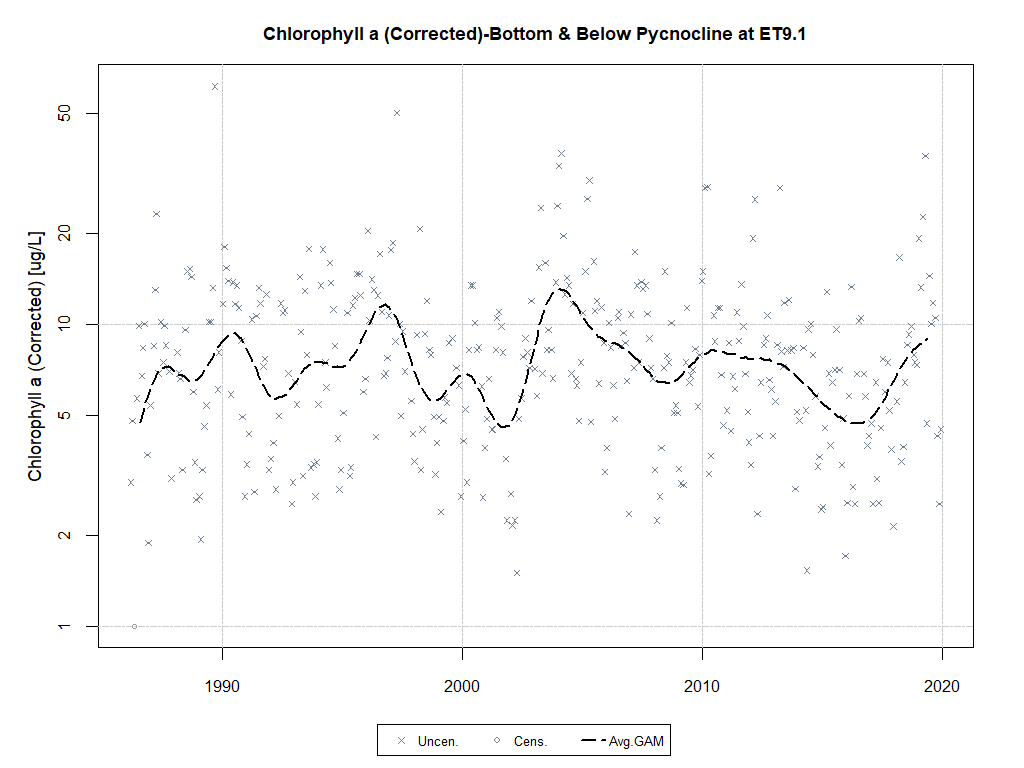 Chlorophyll a (Corrected)-Bottom & Below Pycnocline at ET9.1
Chlorophyll a (Corrected) [ug/L]
50
20
10
5
2
1
1990 2000 2010 2020
Uncen. Cens. Avg.GAM